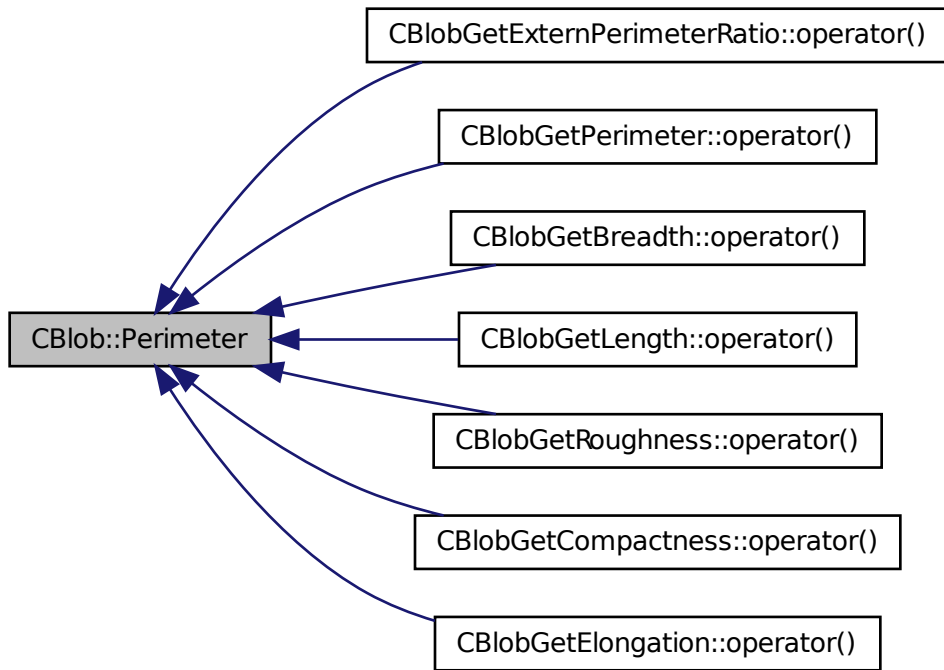 CBlobGetExternPerimeterRatio::operator()
CBlobGetPerimeter::operator()
CBlobGetBreadth::operator()
CBlob::Perimeter
CBlobGetLength::operator()
CBlobGetRoughness::operator()
CBlobGetCompactness::operator()
CBlobGetElongation::operator()